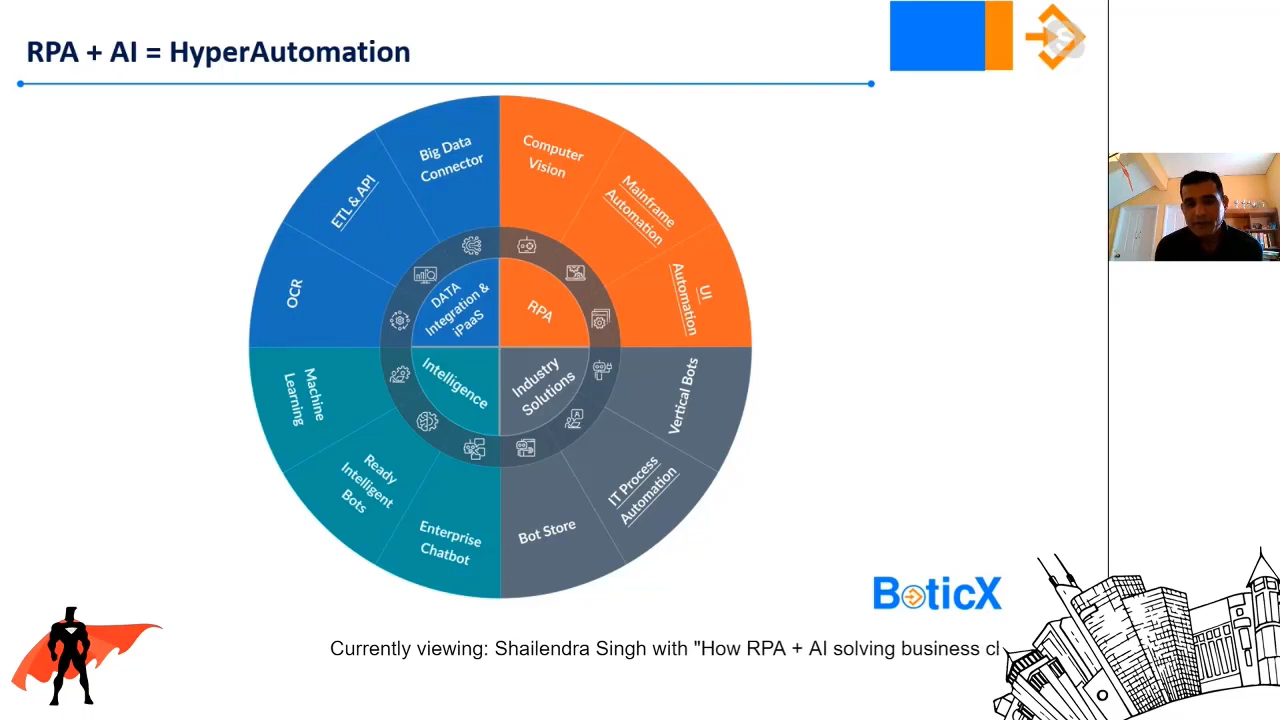 RPA + AI = HyperAutomation
Big Data
Connector
Computer
Vision
ETL & API
Mainframe
Automation
OCR
UI
Automation
DATA
Integration &
iPaaS
RPA
Intelligence
Industry
Solutions
Machine
Learning
Vertical Bots
Ready
Intelligent
Bots
IT Process
Automation
Enterprise
Chatbot
Bot Store
BoticX
Currently viewing: Shailendra Singh with "How RPA + AI solving business cl